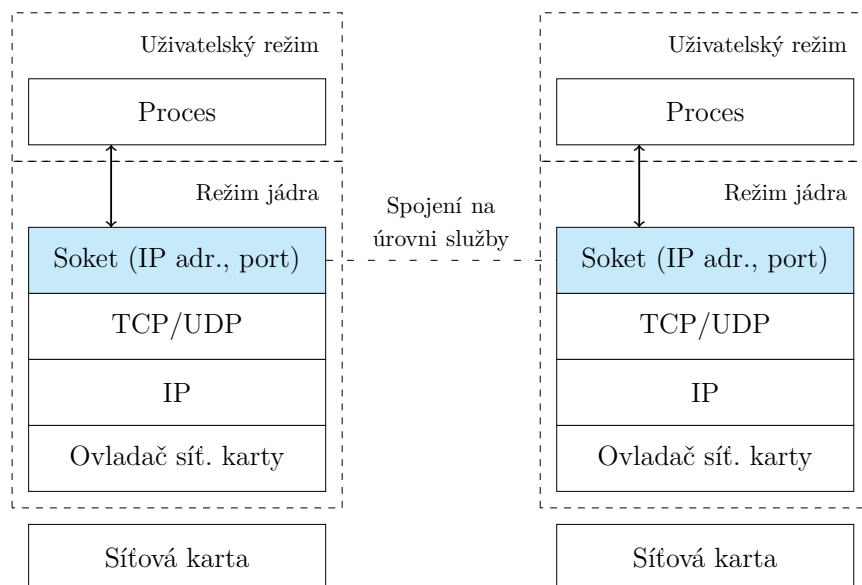 Uživatelský režim
Proces
Režim jádra
Soket (IP adr., port)
TCP/UDP
IP
Ovladač síť. karty
Síťová karta
Spojení na
úrovni služby
Uživatelský režim
Proces
Režim jádra
Soket (IP adr., port)
TCP/UDP
IP
Ovladač síť. karty
Síťová karta